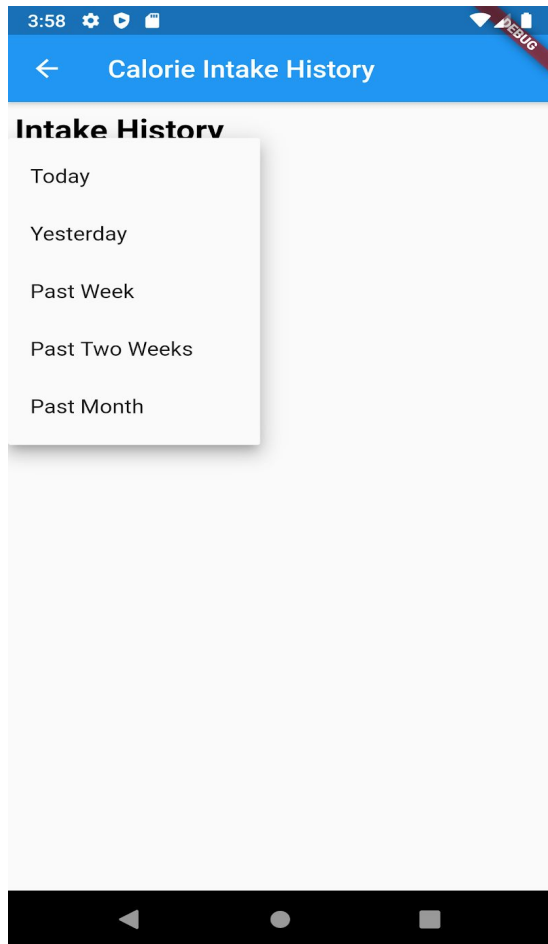 3:58
DEBUG
Calorie Intake History
Intake History
Today
Yesterday
Past Week
Past Two Weeks
Past Month